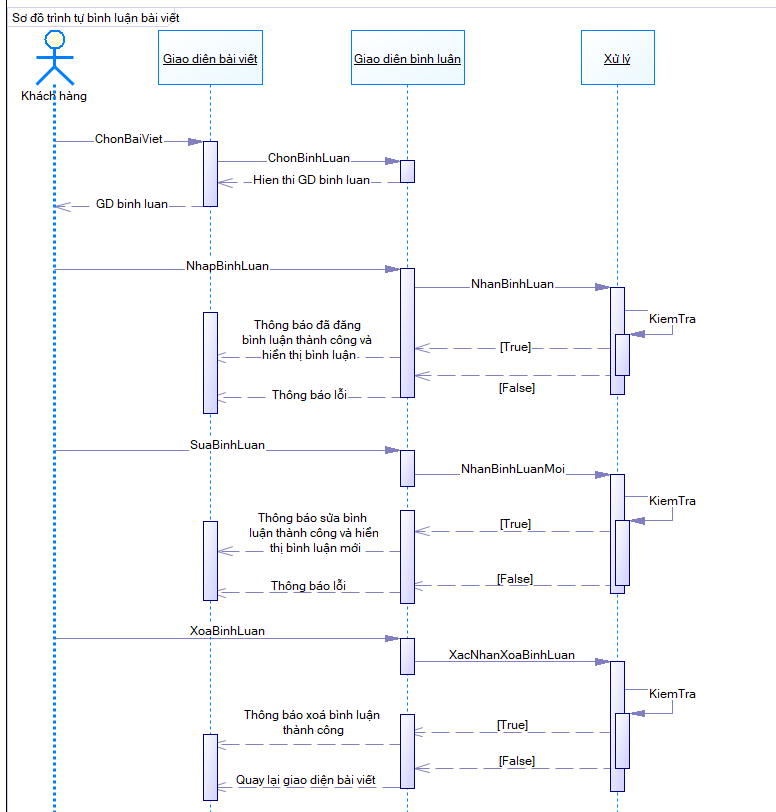 Sơ đồ trình tự bình luận bài viết
Khách hàng
Giao diện bài viết
Giao diện bình luận
Xử lý
ChonBaiViet
ChonBinhLuan
Hien thi GD binh luan
GD binh luan
NhapBinhLuan
NhanBinhLuan
KiemTra
Thông báo đã đăng
bình luận thành công và
hiển thị bình luận
[True]
[False]
Thông báo lỗi
SuaBinhLuan
NhanBinhLuanMoi
KiemTra
Thông báo sửa bình
luận thành công và hiển
thị bình luận mới
[True]
[False]
Thông báo lỗi
XoaBinhLuan
XacNhanXoaBinhLuan
KiemTra
Thông báo xoá bình luận
thành công
[True]
[False]
Quay lại giao diện bài viết